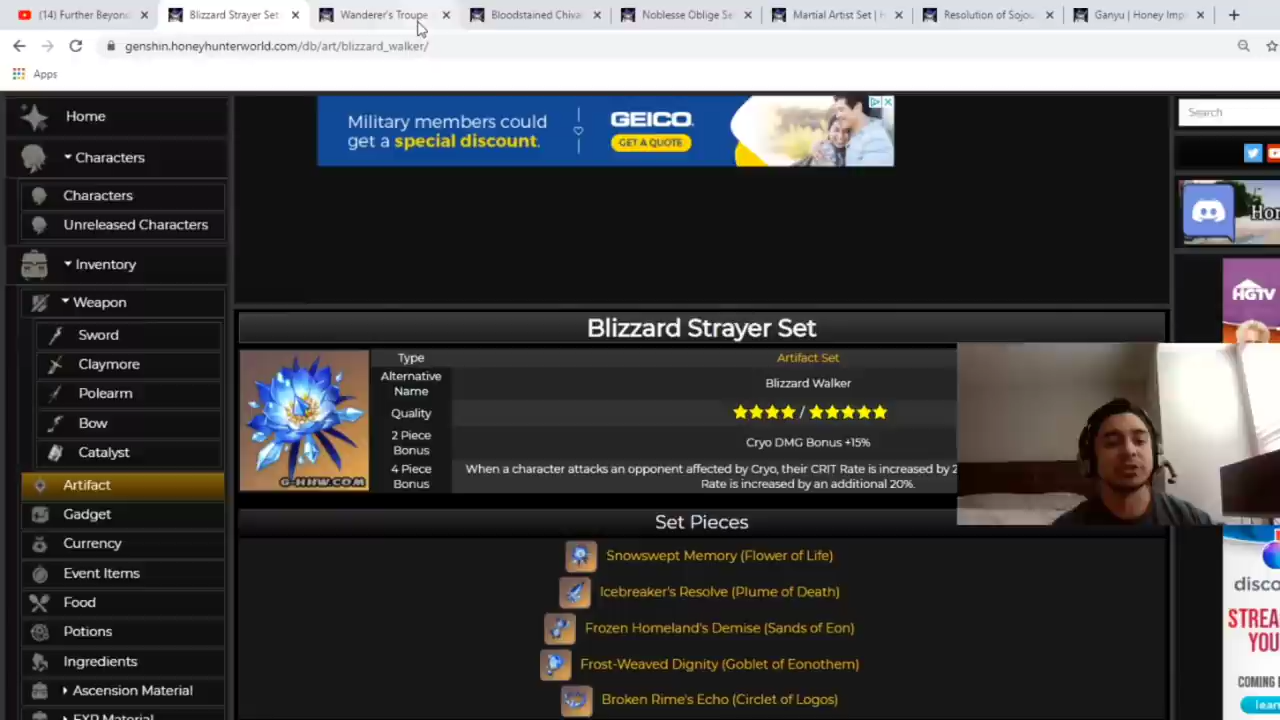 (14) Further Beyond
Blizzard Strayer Set
Wanderer's Troupe
Bloodstained Chiva
Noblesse Oblige Se
Martial Artist Set | H
Resolution of Sojou
Ganyu | Honey Imp
genshin.honeyhunterworld.com/db/art/blizzard_walker/
Apps
Home
Characters
Characters
Unreleased Characters
Inventory
Weapon
Sword
Claymore
Polearm
Bow
Catalyst
Artifact
Gadget
Currency
Event Items
Food
Potions
Ingredients
Ascension Material
EXP Material
Military members could
get a special discount.
GEICO
GET A QUOTE
Search
Hon
HGTV
Blizzard Strayer Set
Type
Artifact Set
Alternative
Name
Blizzard Walker
Quality
2 Piece
Bonus
Cryo DMG Bonus +15%
4 Piece
Bonus
When a character attacks an opponent affected by Cryo, their CRIT Rate is increased by 2
Rate is increased by an additional 20%.
G-HHW.COM
Set Pieces
Snowswept Memory (Flower of Life)
Icebreaker's Resolve (Plume of Death)
Frozen Homeland's Demise (Sands of Eon)
Frost-Weaved Dignity (Goblet of Eonothem)
Broken Rime's Echo (Circlet of Logos)
disco
STREA
YOU
COMING
lear